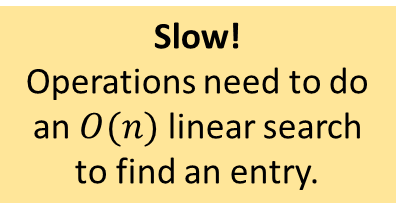 Slow!
Operations need to do
an O(n) linear search
to find an entry.